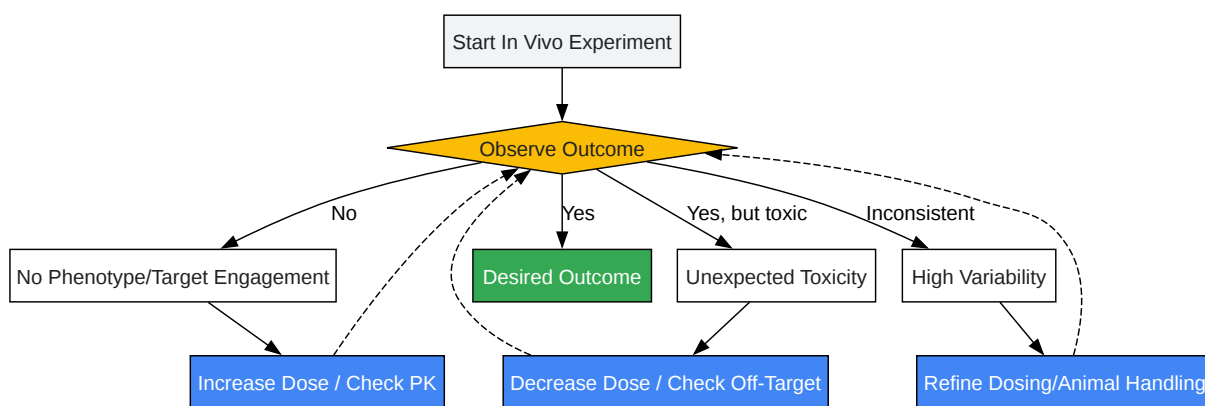 Start In Vivo Experiment
Observe Outcome
No
Yes
Yes, but toxic
Inconsistent
No Phenotype/Target Engagement
Desired Outcome
Unexpected Toxicity
High Variability
Increase Dose / Check PK
Decrease Dose / Check Off-Target
Refine Dosing/Animal Handling